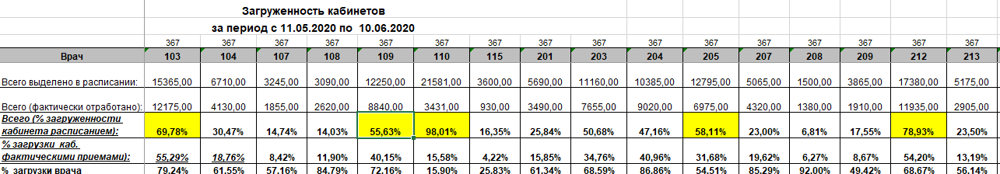 Загруженность кабинетов
за период с 11.05.2020 по 10.06.2020
367 367 367 367 367 367 367 367 367 367 367 367 367 367 367 367
Врач 103 104 107 108 109 110 115 201 203 204 205 207 208 209 212 213
Всего выделено в расписании: 15365,00 6710,00 3245,00 3090,00 12250,00 21581,00 3600,00 5690,00 11160,00 10385,00 12795,00 5065,00 1500,00 3865,00 17380,00 5175,00
Всего (фактически отработано): 12175,00 4130,00 1855,00 2620,00 8840,00 3431,00 930,00 3490,00 7655,00 9020,00 6975,00 4320,00 1380,00 1910,00 11935,00 2905,00
Всего (% загруженности
кабинета расписанием): 69,78% 30,47% 14,74% 14,03% 55,63% 98,01% 16,35% 25,84% 50,68% 47,16% 58,11% 23,00% 6,81% 17,55% 78,93% 23,50%
% загрузки каб.
фактическими приемами): 55,29% 18,76% 8,42% 11,90% 40,15% 15,58% 4,22% 15,85% 34,76% 40,96% 31,68% 19,62% 6,27% 8,67% 54,20% 13,19%
% загрузки врача 79,24% 61,55% 57,16% 84,79% 72,16% 15,90% 25,83% 61,34% 68,59% 86,86% 54,51% 85,29% 92,00% 49,42% 68,67% 56,14%